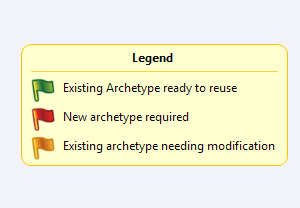 Legend
Existing Archetype ready to reuse
New archetype required
Existing archetype needing modification